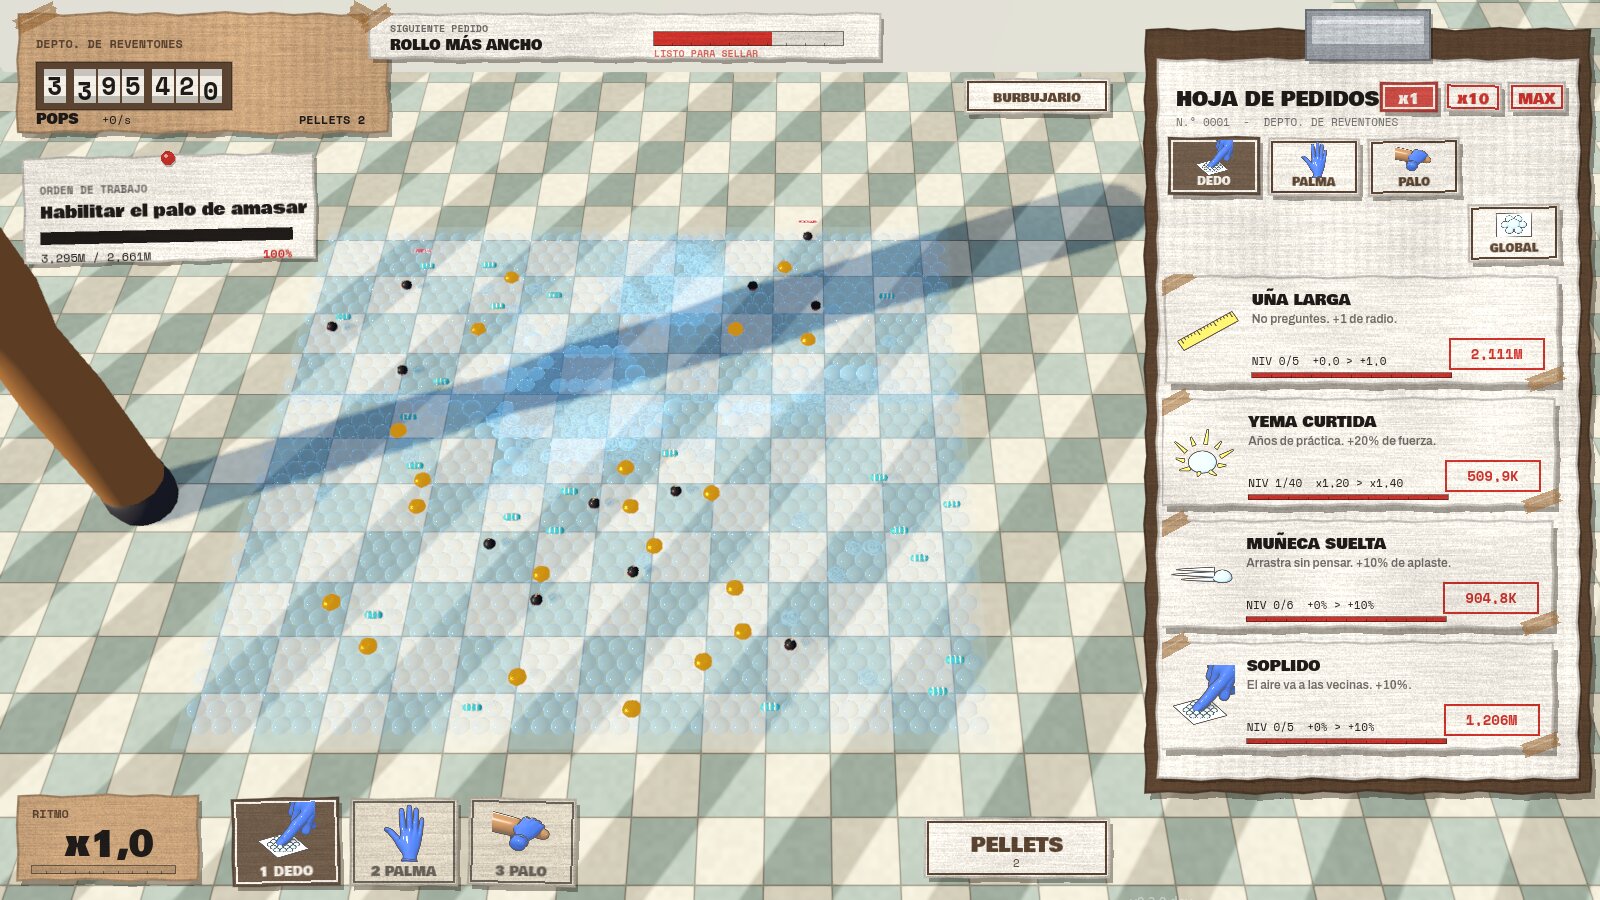 DEPTO. DE REVENTONES
3 395 420
POPS +0/s PELLETS 2
SIGUIENTE PEDIDO
ROLLO MÁS ANCHO
LISTO PARA SELLAR
ORDEN DE TRABAJO
Habilitar el palo de amasar
3,295M / 2,661M 100%
BURBUJARIO
HOJA DE PEDIDOS x1 x10 MAX
N.° 0001 - DEPTO. DE REVENTONES
DEDO PALMA PALO
GLOBAL
UÑA LARGA
No preguntes. +1 de radio.
NIV 0/5 +0,0 > +1,0 2,111M
YEMA CURTIDA
Años de práctica. +20% de fuerza.
NIV 1/40 x1,20 > x1,40 509,9K
MUÑECA SUELTA
Arrastra sin pensar. +10% de aplaste.
NIV 0/6 +0% > +10% 904,8K
SOPLIDO
El aire va a las vecinas. +10%.
NIV 0/5 +0% > +10% 1,206M
RITMO
x1,0
1 DEDO 2 PALMA 3 PALO
PELLETS
2